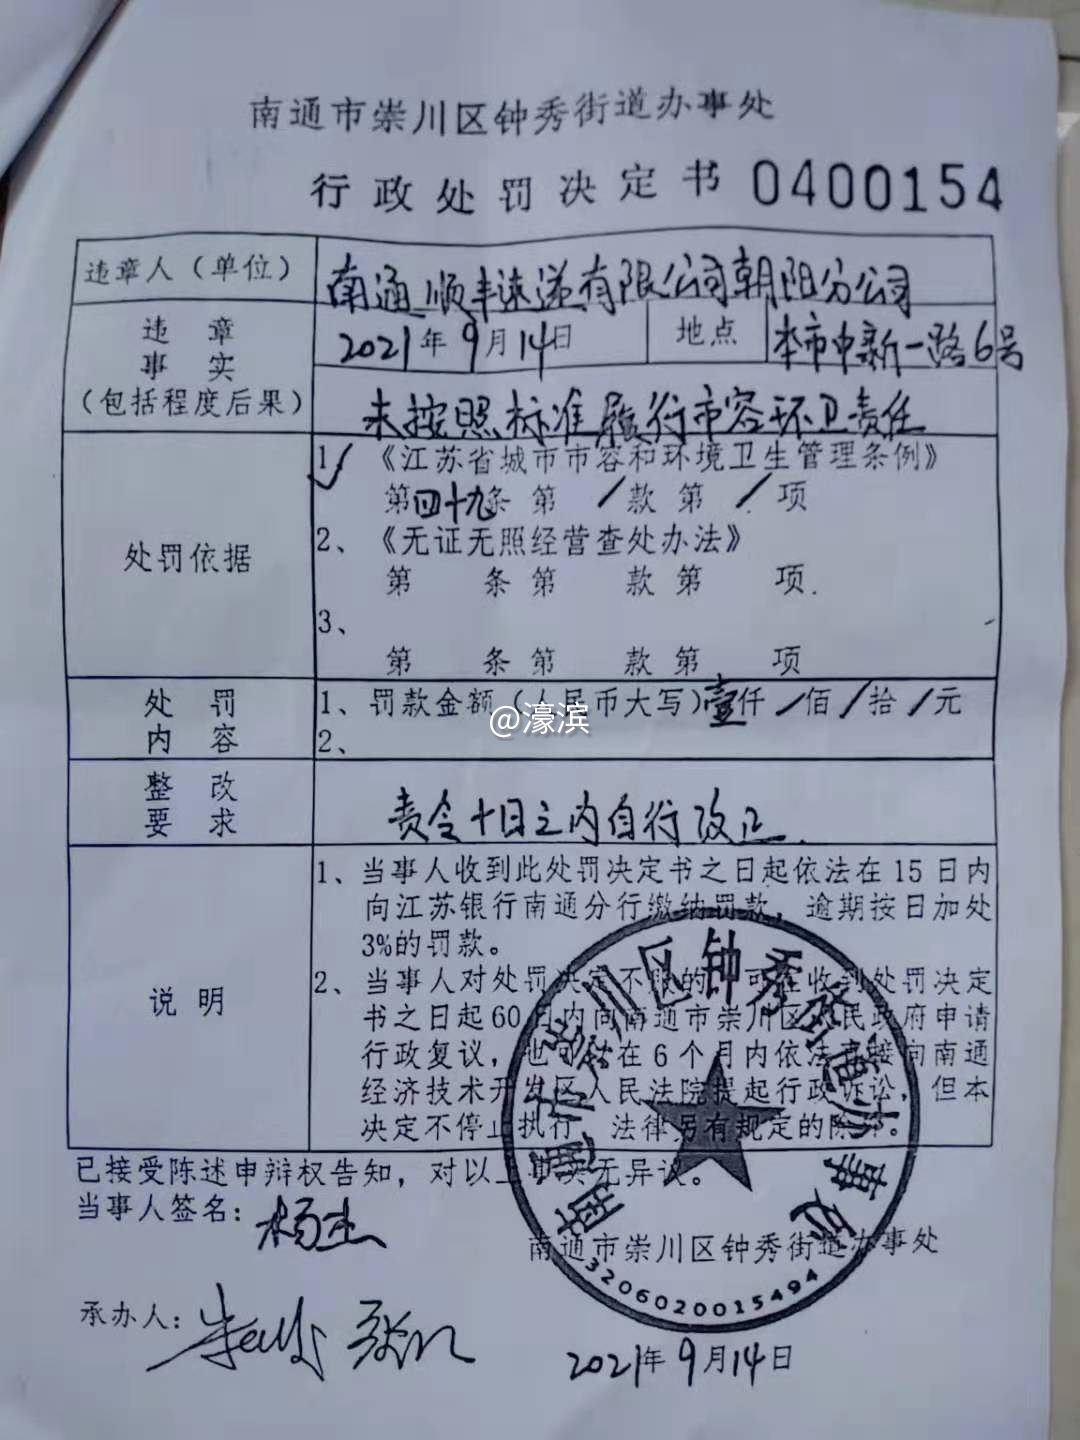 南通市崇川区钟秀街道办事处
行政处罚决定书 0400154
违章人（单位） 南通顺丰速递有限公司朝阳分公司
违章
事实
（包括程度后果）
2021年9月14日 地点 本市中新一路6号
未按照标准履行市容环卫责任
处罚依据
1、《江苏省城市市容和环境卫生管理条例》
第四十九条 第/款 第/项
2、《无证无照经营查处办法》
第 条 第 款 第 项.
3、
第 条 第 款 第 项
处罚
内容
1、罚款金额（人民币大写）壹仟/佰/拾/元
2、
@濠滨
整改
要求
责令十日之内自行改正
说明
1、当事人收到此处罚决定书之日起依法在15日内
向江苏银行南通分行缴纳罚款，逾期按日加处
3%的罚款。
2、当事人对处罚决定不服的，可在收到处罚决定
书之日起60日内向南通市崇川区人民政府申请
行政复议，也可以在6个月内依法直接向南通
经济技术开发区人民法院提起行政诉讼，但本
决定不停止执行，法律另有规定的除外。
已接受陈述申辩权告知，对以上事实无异议。
当事人签名：杨杰
南通市崇川区钟秀街道办事处
南通市崇川区钟秀街道办事处
3206020015494
承办人：
2021年9月14日